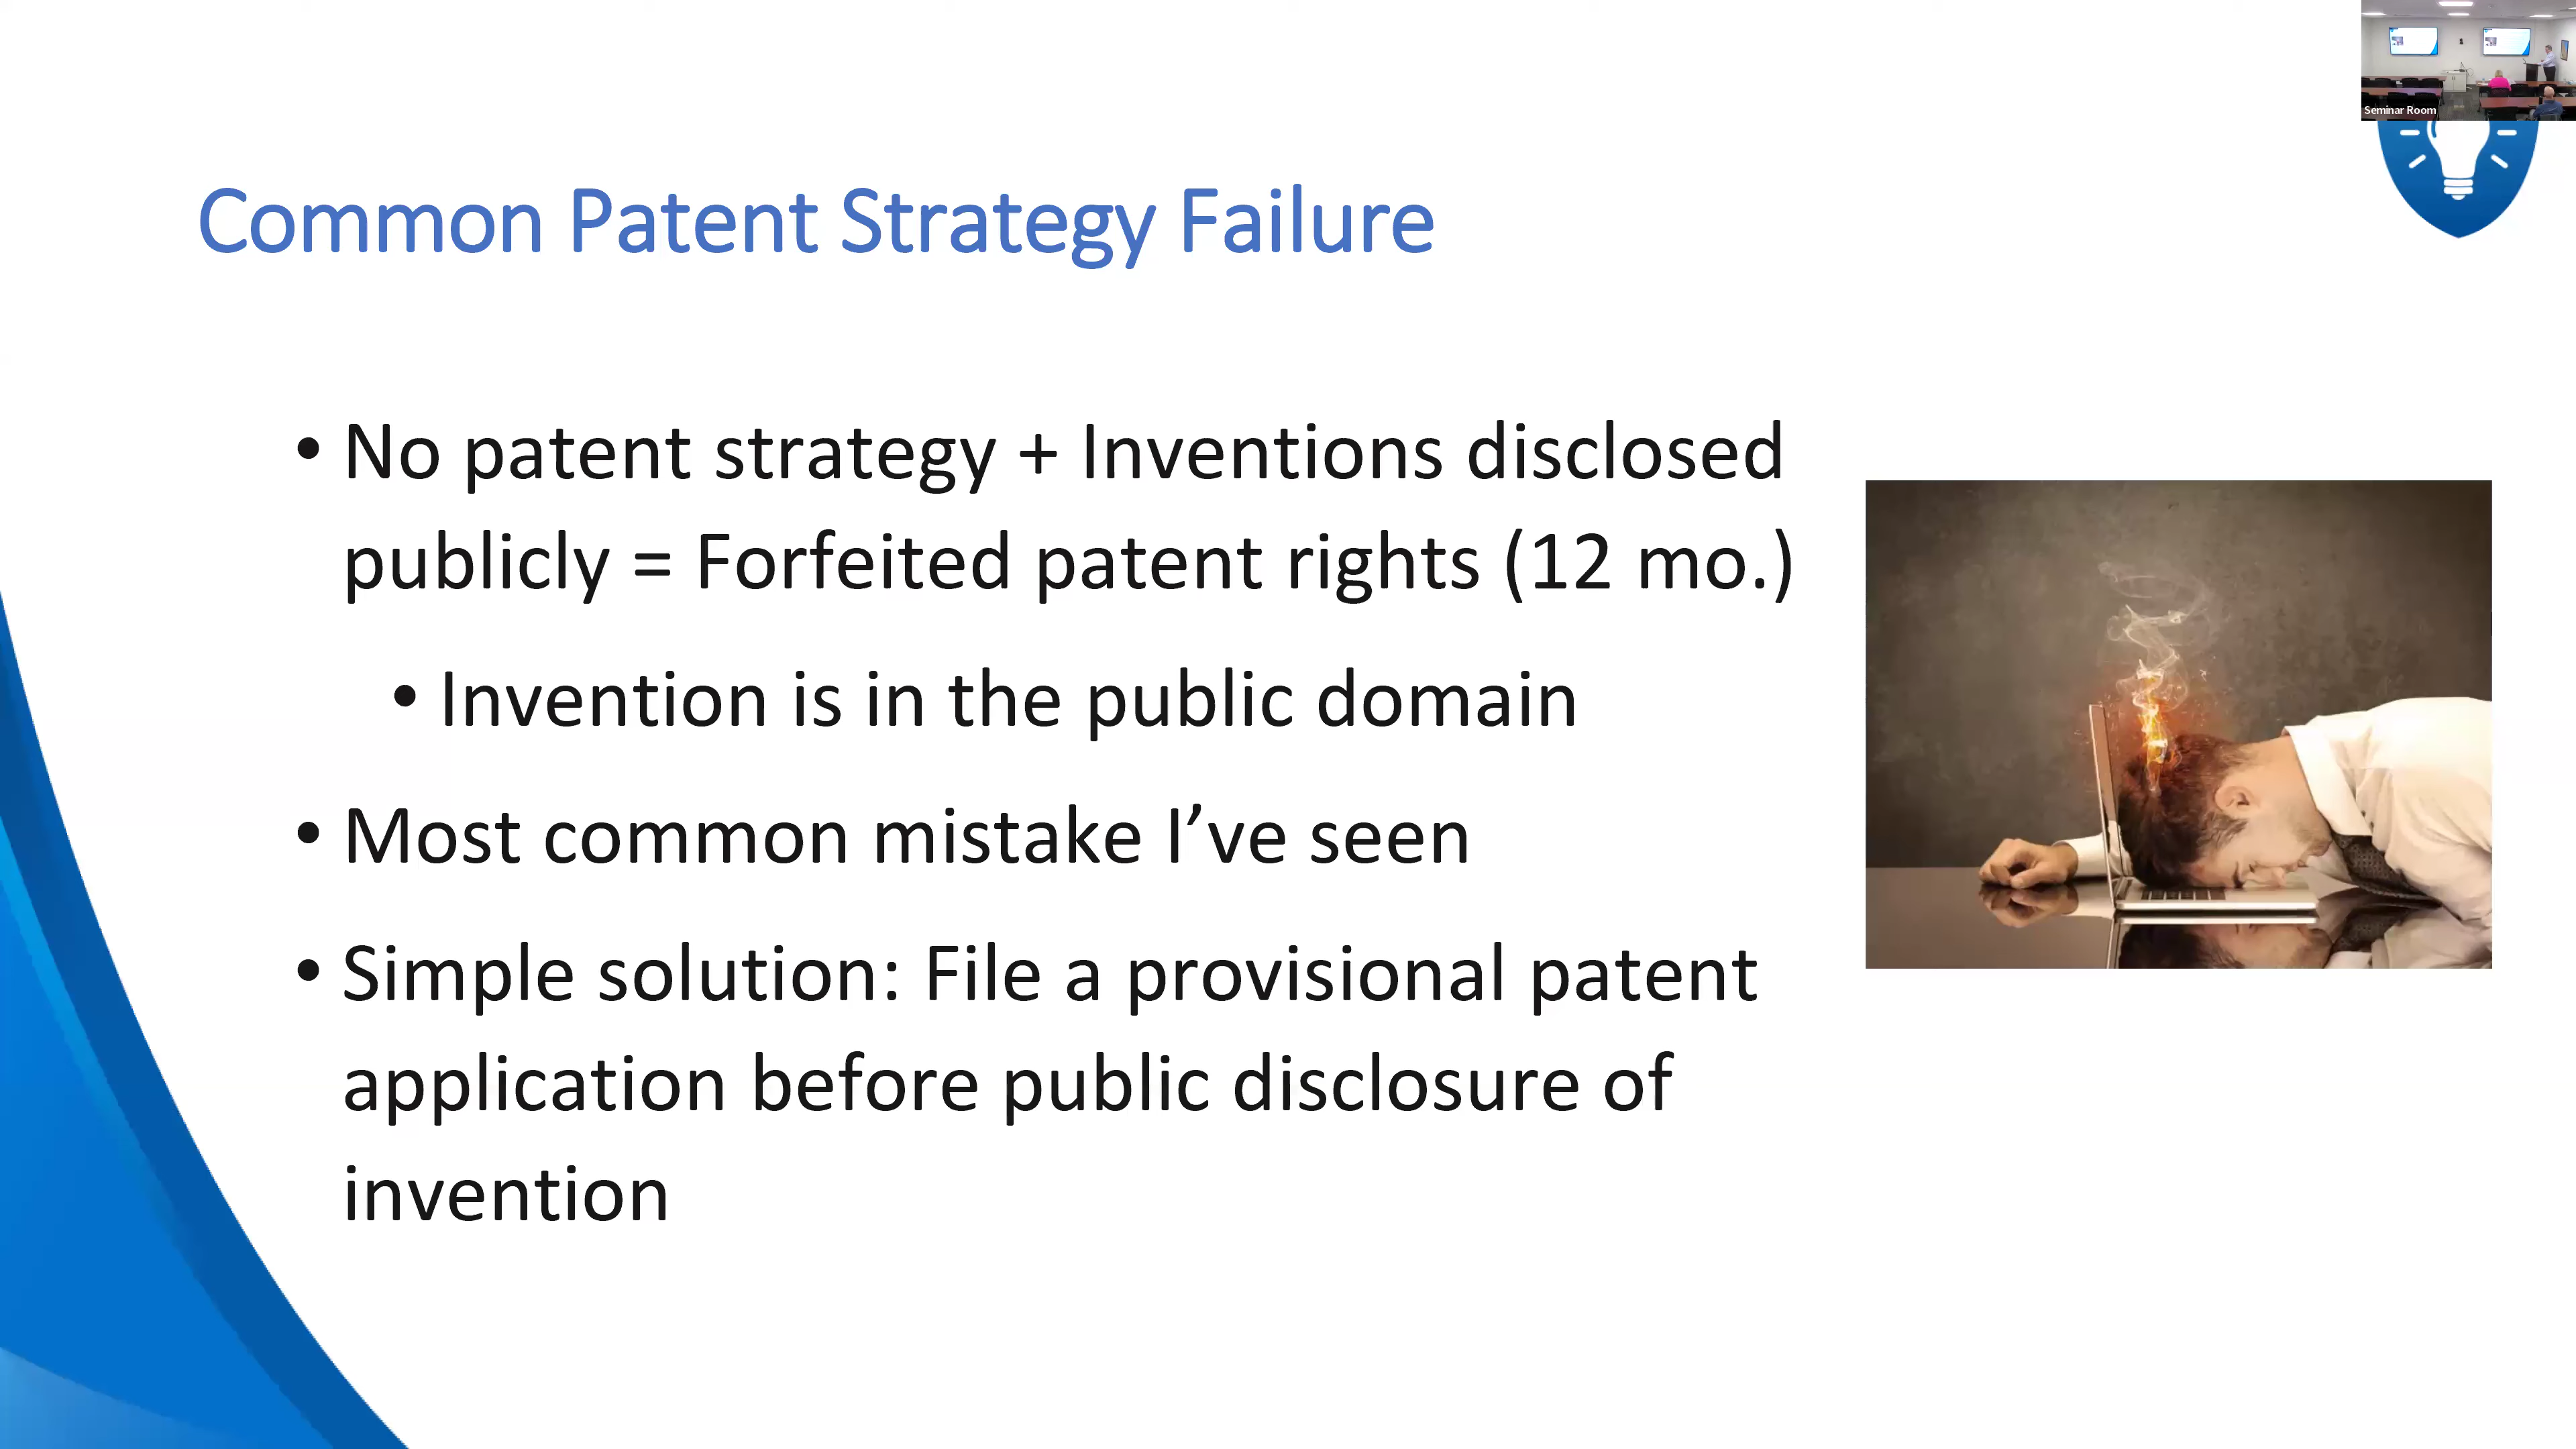 Seminar Room
Common Patent Strategy Failure
• No patent strategy + Inventions disclosed
publicly = Forfeited patent rights (12 mo.)
• Invention is in the public domain
• Most common mistake I’ve seen
• Simple solution: File a provisional patent
application before public disclosure of
invention